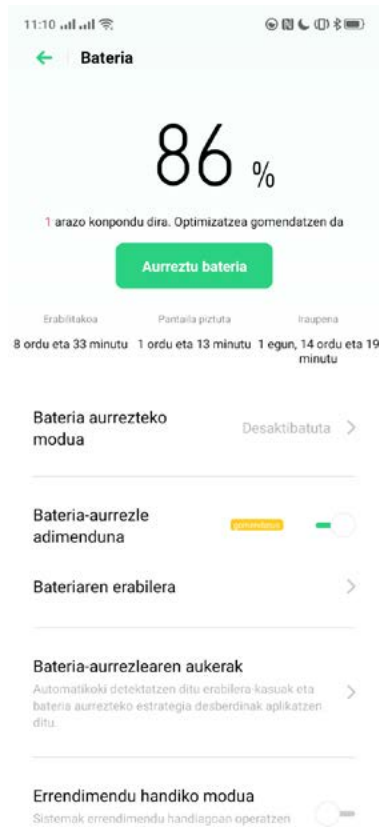 11:10
Bateria
86 %
1 arazo konpondu dira. Optimizatzea gomendatzen da
Aurreztu bateria
Erabilitakoa Pantaila piztuta Iraupena
8 ordu eta 33 minutu 1 ordu eta 13 minutu 1 egun, 14 ordu eta 19
minutu
Bateria aurrezteko
modua
Desaktibatuta
Bateria-aurrezle
adimenduna
gomendatua
Bateriaren erabilera
Bateria-aurrezlearen aukerak
Automatikoki detektatzen ditu erabilera-kasuak eta
bateria aurrezteko estrategia desberdinak aplikatzen
ditu.
Errendimendu handiko modua
Sistemak errendimendu handiagoan operatzen